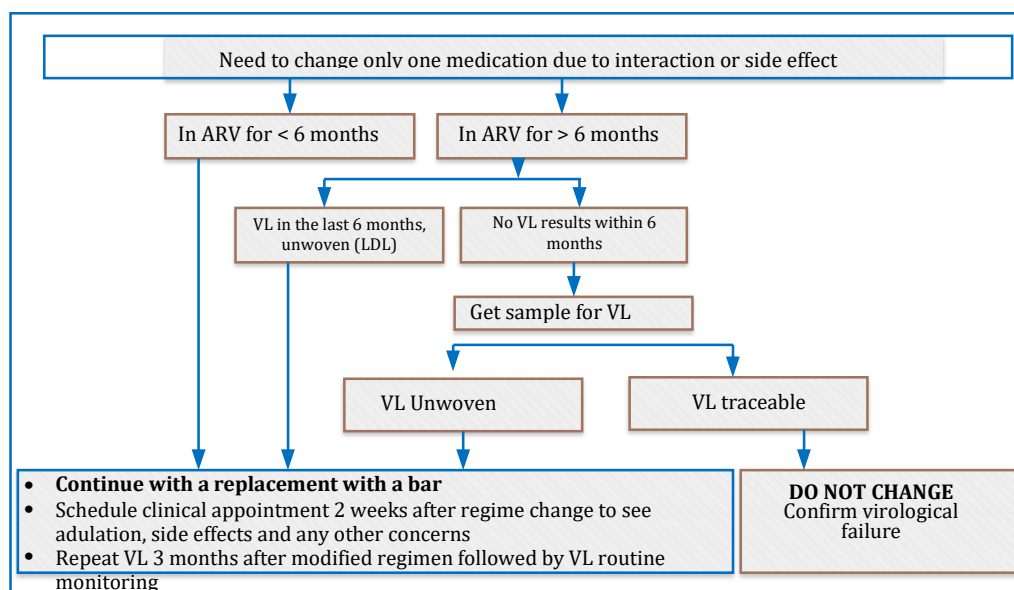 Need to change only one medication due to interaction or side effect
In ARV for < 6 months
In ARV for > 6 months
VL in the last 6 months,
unwoven (LDL)
No VL results within 6
months
Get sample for VL
VL Unwoven
VL traceable
• Continue with a replacement with a bar
• Schedule clinical appointment 2 weeks after regime change to see
adulation, side effects and any other concerns
• Repeat VL 3 months after modified regimen followed by VL routine
monitoring
DO NOT CHANGE
Confirm virological
failure